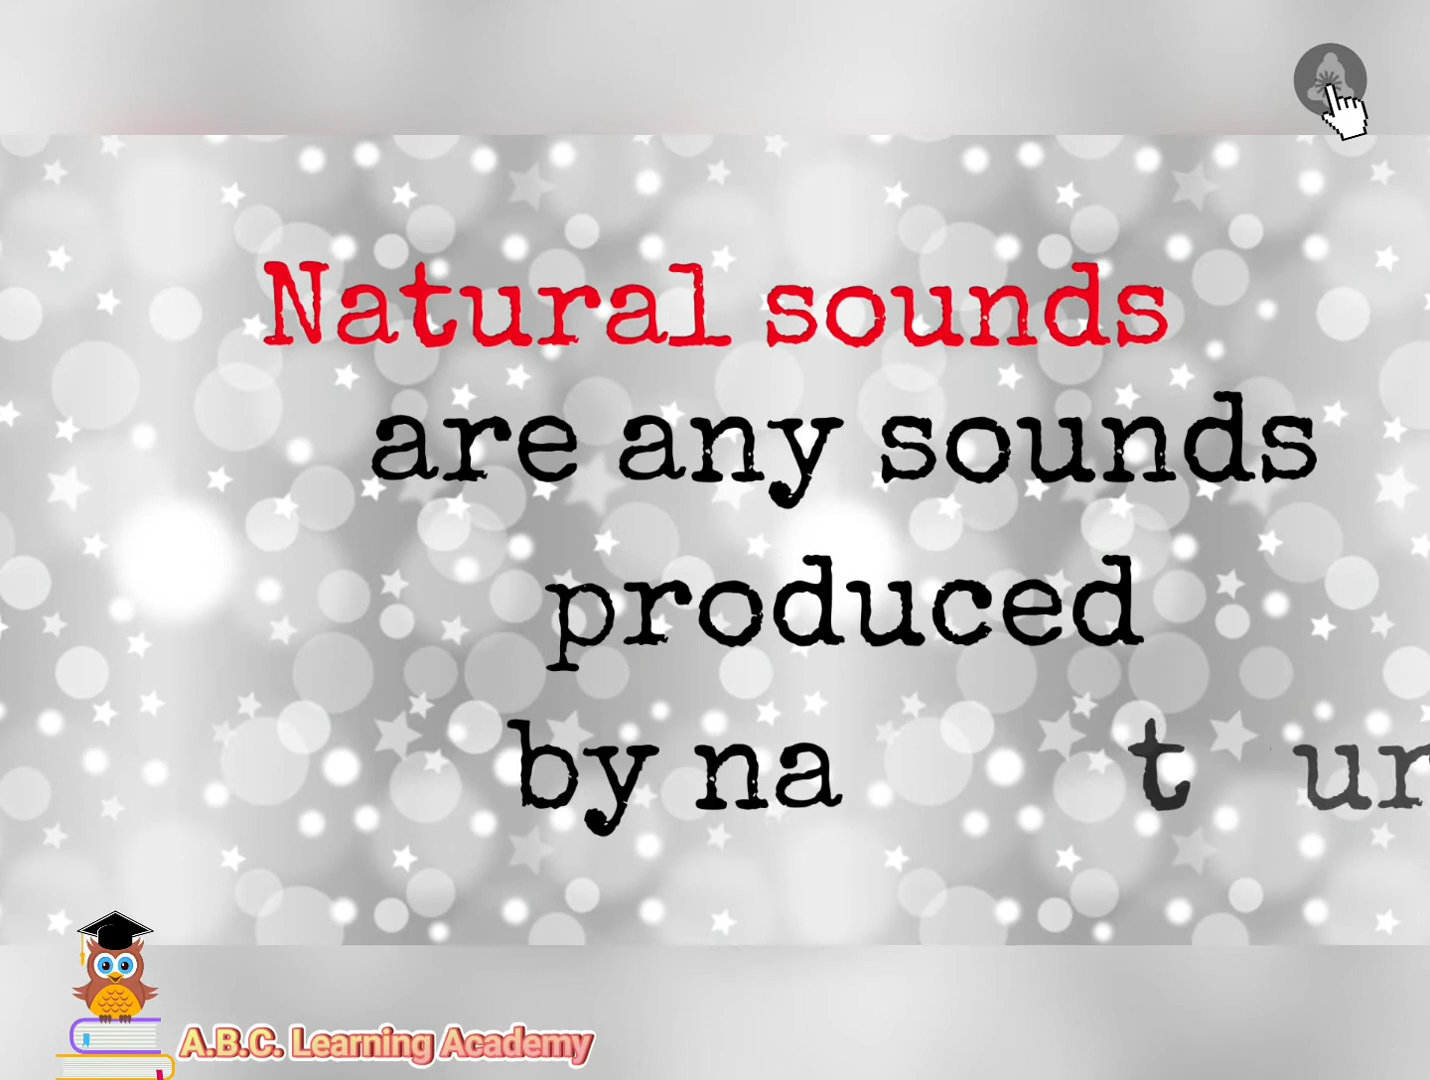 Natural sounds
are any sounds
produced
by na t ur
A.B.C. Learning Academy